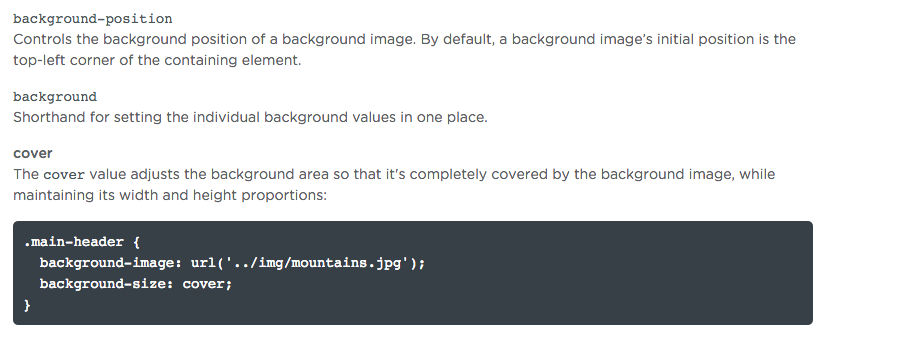 background-position
Controls the background position of a background image. By default, a background image’s initial position is the
top-left corner of the containing element.
background
Shorthand for setting the individual background values in one place.
cover
The cover value adjusts the background area so that it's completely covered by the background image, while
maintaining its width and height proportions:
.main-header {
  background-image: url('../img/mountains.jpg');
  background-size: cover;
}